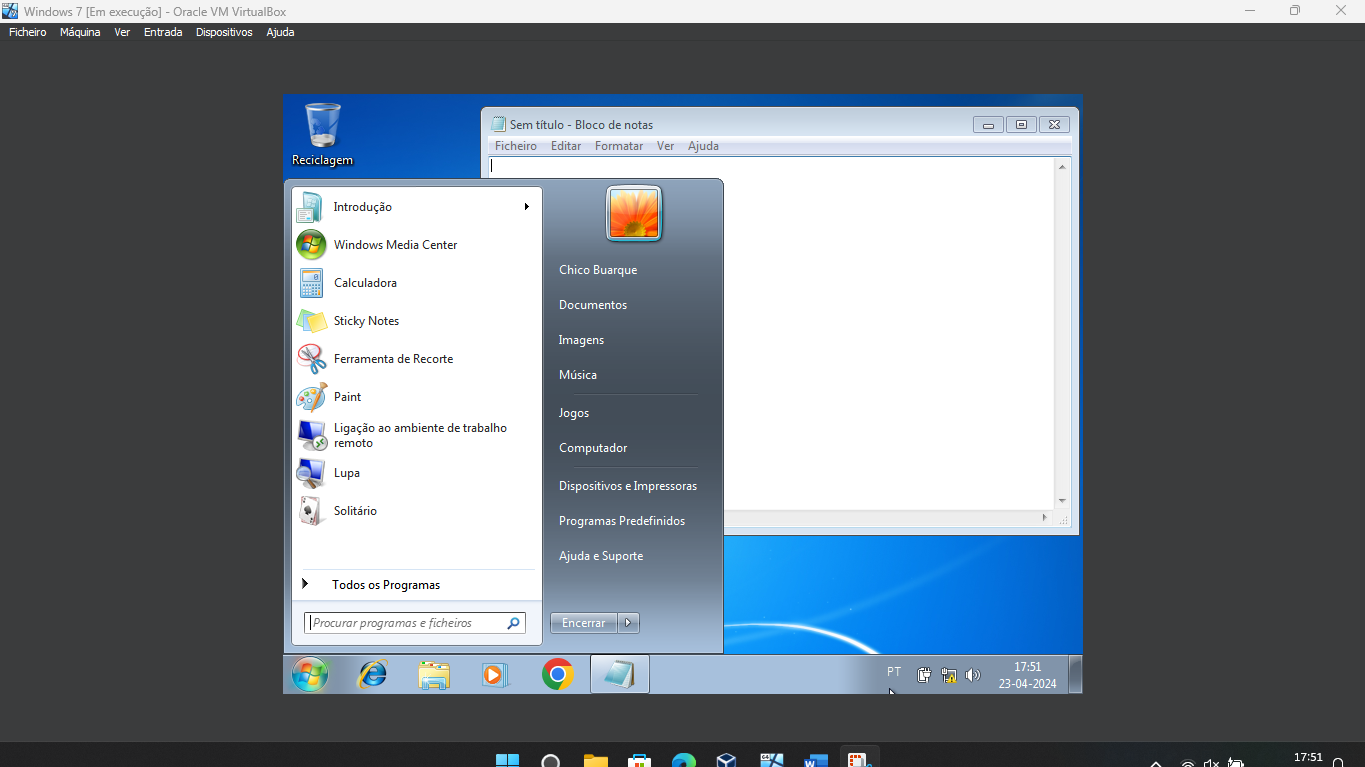 Windows 7 [Em execução] - Oracle VM VirtualBox
Ficheiro Máquina Ver Entrada Dispositivos Ajuda
Reciclagem
Sem título - Bloco de notas
Ficheiro Editar Formatar Ver Ajuda
Introdução
Windows Media Center
Calculadora
Sticky Notes
Ferramenta de Recorte
Paint
Ligação ao ambiente de trabalho
remoto
Lupa
Solitário
Todos os Programas
Procurar programas e ficheiros
Chico Buarque
Documentos
Imagens
Música
Jogos
Computador
Dispositivos e Impressoras
Programas Predefinidos
Ajuda e Suporte
Encerrar
PT
17:51
23-04-2024
17:51